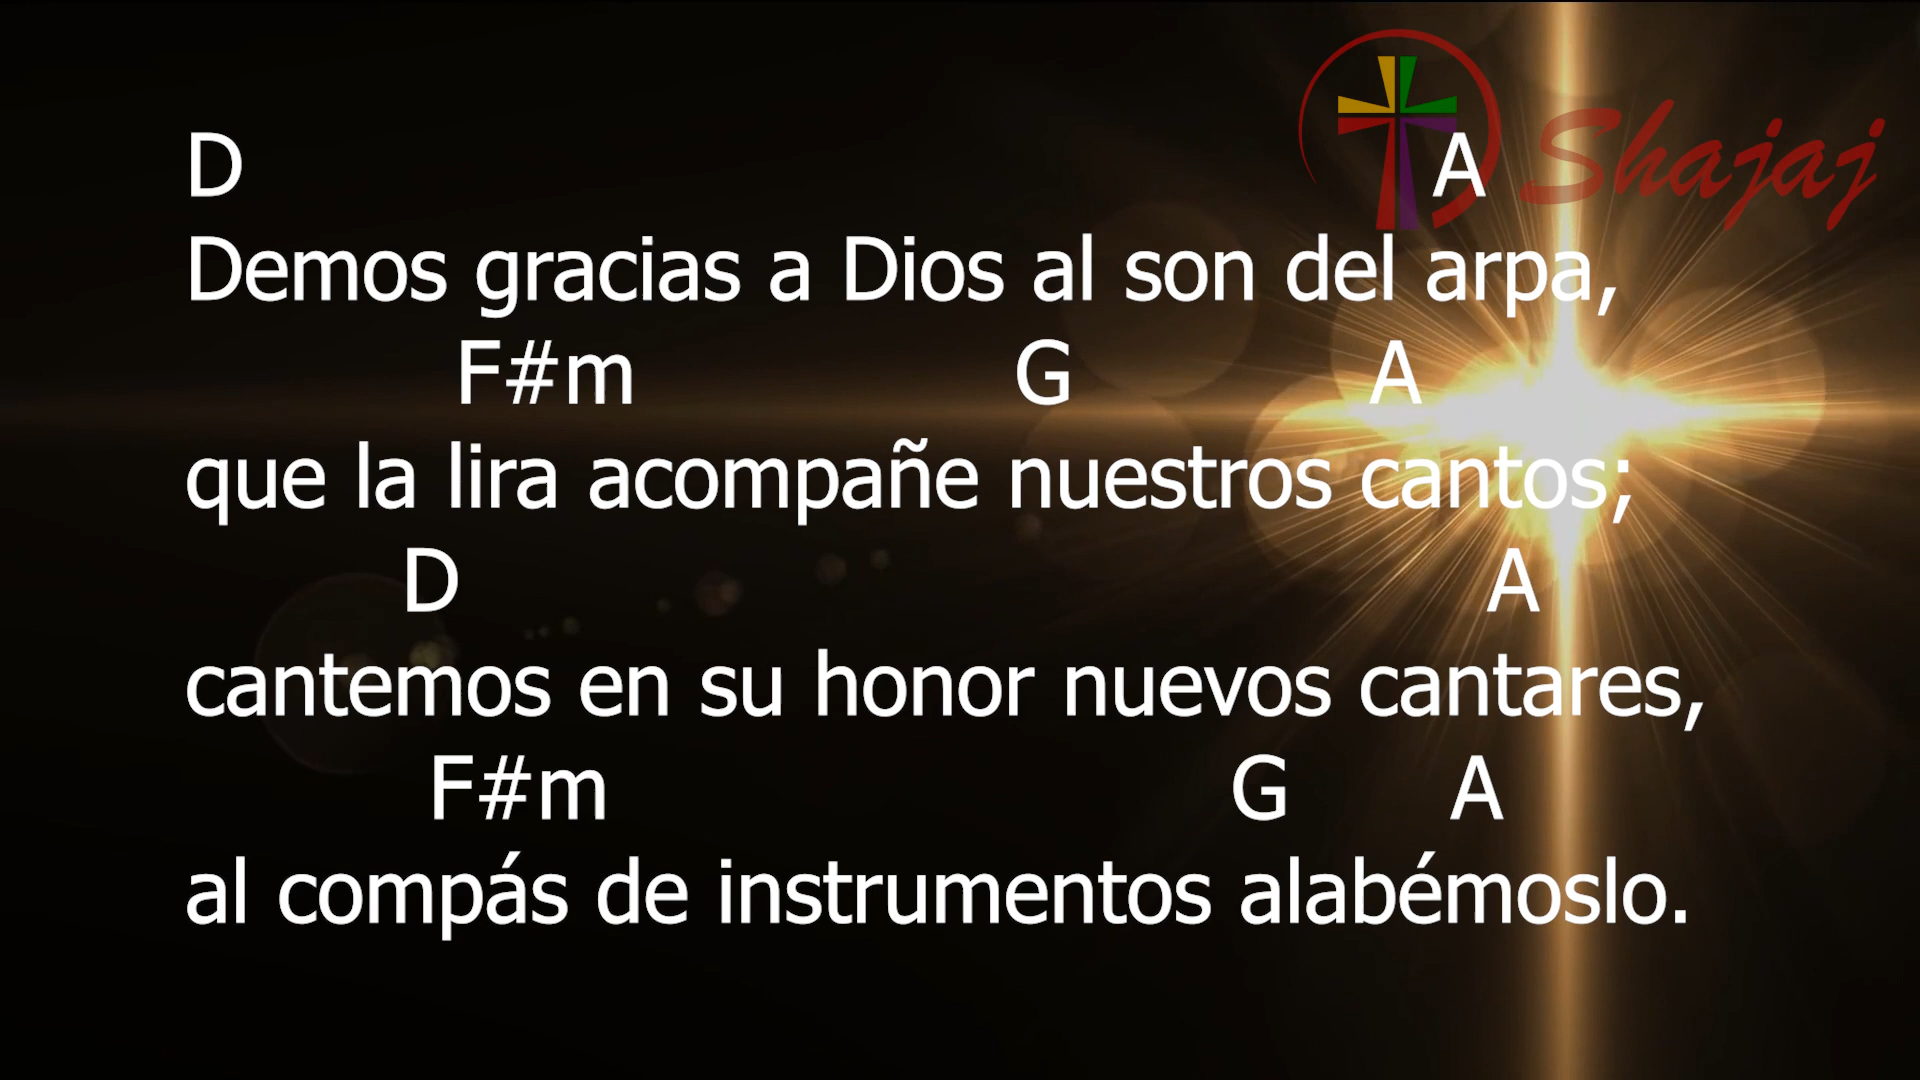 Shajaj
D A
Demos gracias a Dios al son del arpa,
F#m G A
que la lira acompañe nuestros cantos;
D A
cantemos en su honor nuevos cantares,
F#m G A
al compás de instrumentos alabémoslo.